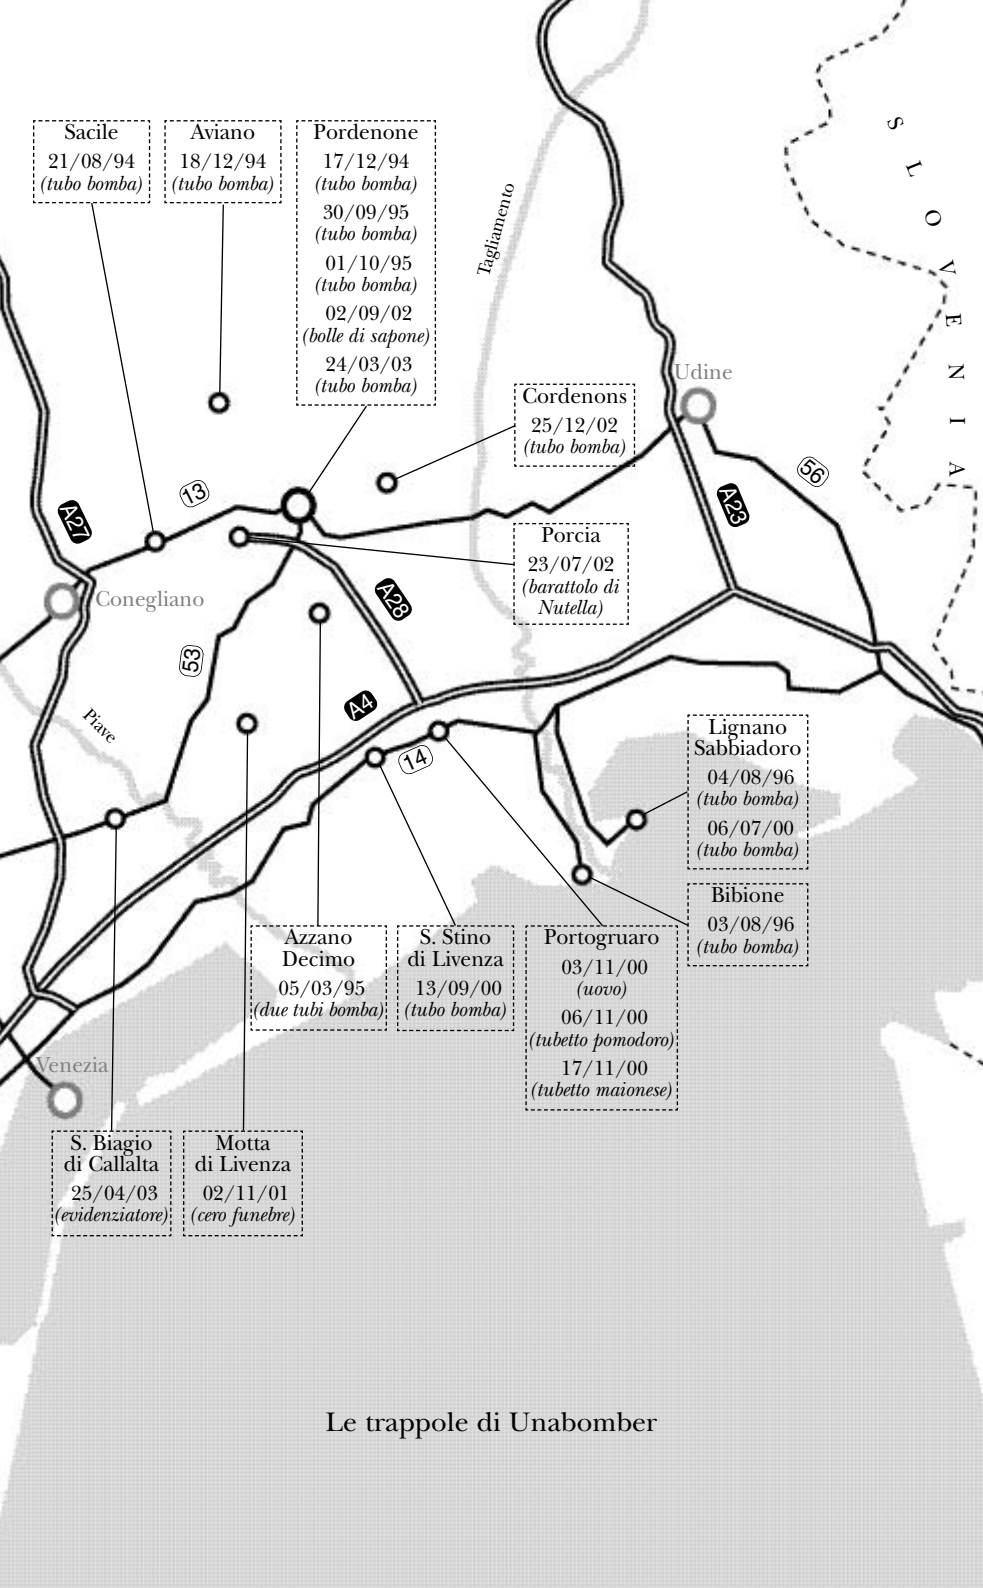 Sacile
21/08/94
(tubo bomba)
Aviano
18/12/94
(tubo bomba)
Pordenone
17/12/94
(tubo bomba)
30/09/95
(tubo bomba)
01/10/95
(tubo bomba)
02/09/02
(bolle di sapone)
24/03/03
(tubo bomba)
SLOVENIA
Tagliamento
Udine
Cordenons
25/12/02
(tubo bomba)
56
13
A27
A23
Porcia
23/07/02
(barattolo di
Nutella)
Conegliano
A28
53
A4
Piave
14
Lignano
Sabbiadoro
04/08/96
(tubo bomba)
06/07/00
(tubo bomba)
Bibione
03/08/96
(tubo bomba)
Azzano
Decimo
05/03/95
(due tubi bomba)
S. Stino
di Livenza
13/09/00
(tubo bomba)
Portogruaro
03/11/00
(uovo)
06/11/00
(tubetto pomodoro)
17/11/00
(tubetto maionese)
Venezia
S. Biagio
di Callalta
25/04/03
(evidenziatore)
Motta
di Livenza
02/11/01
(cero funebre)
Le trappole di Unabomber